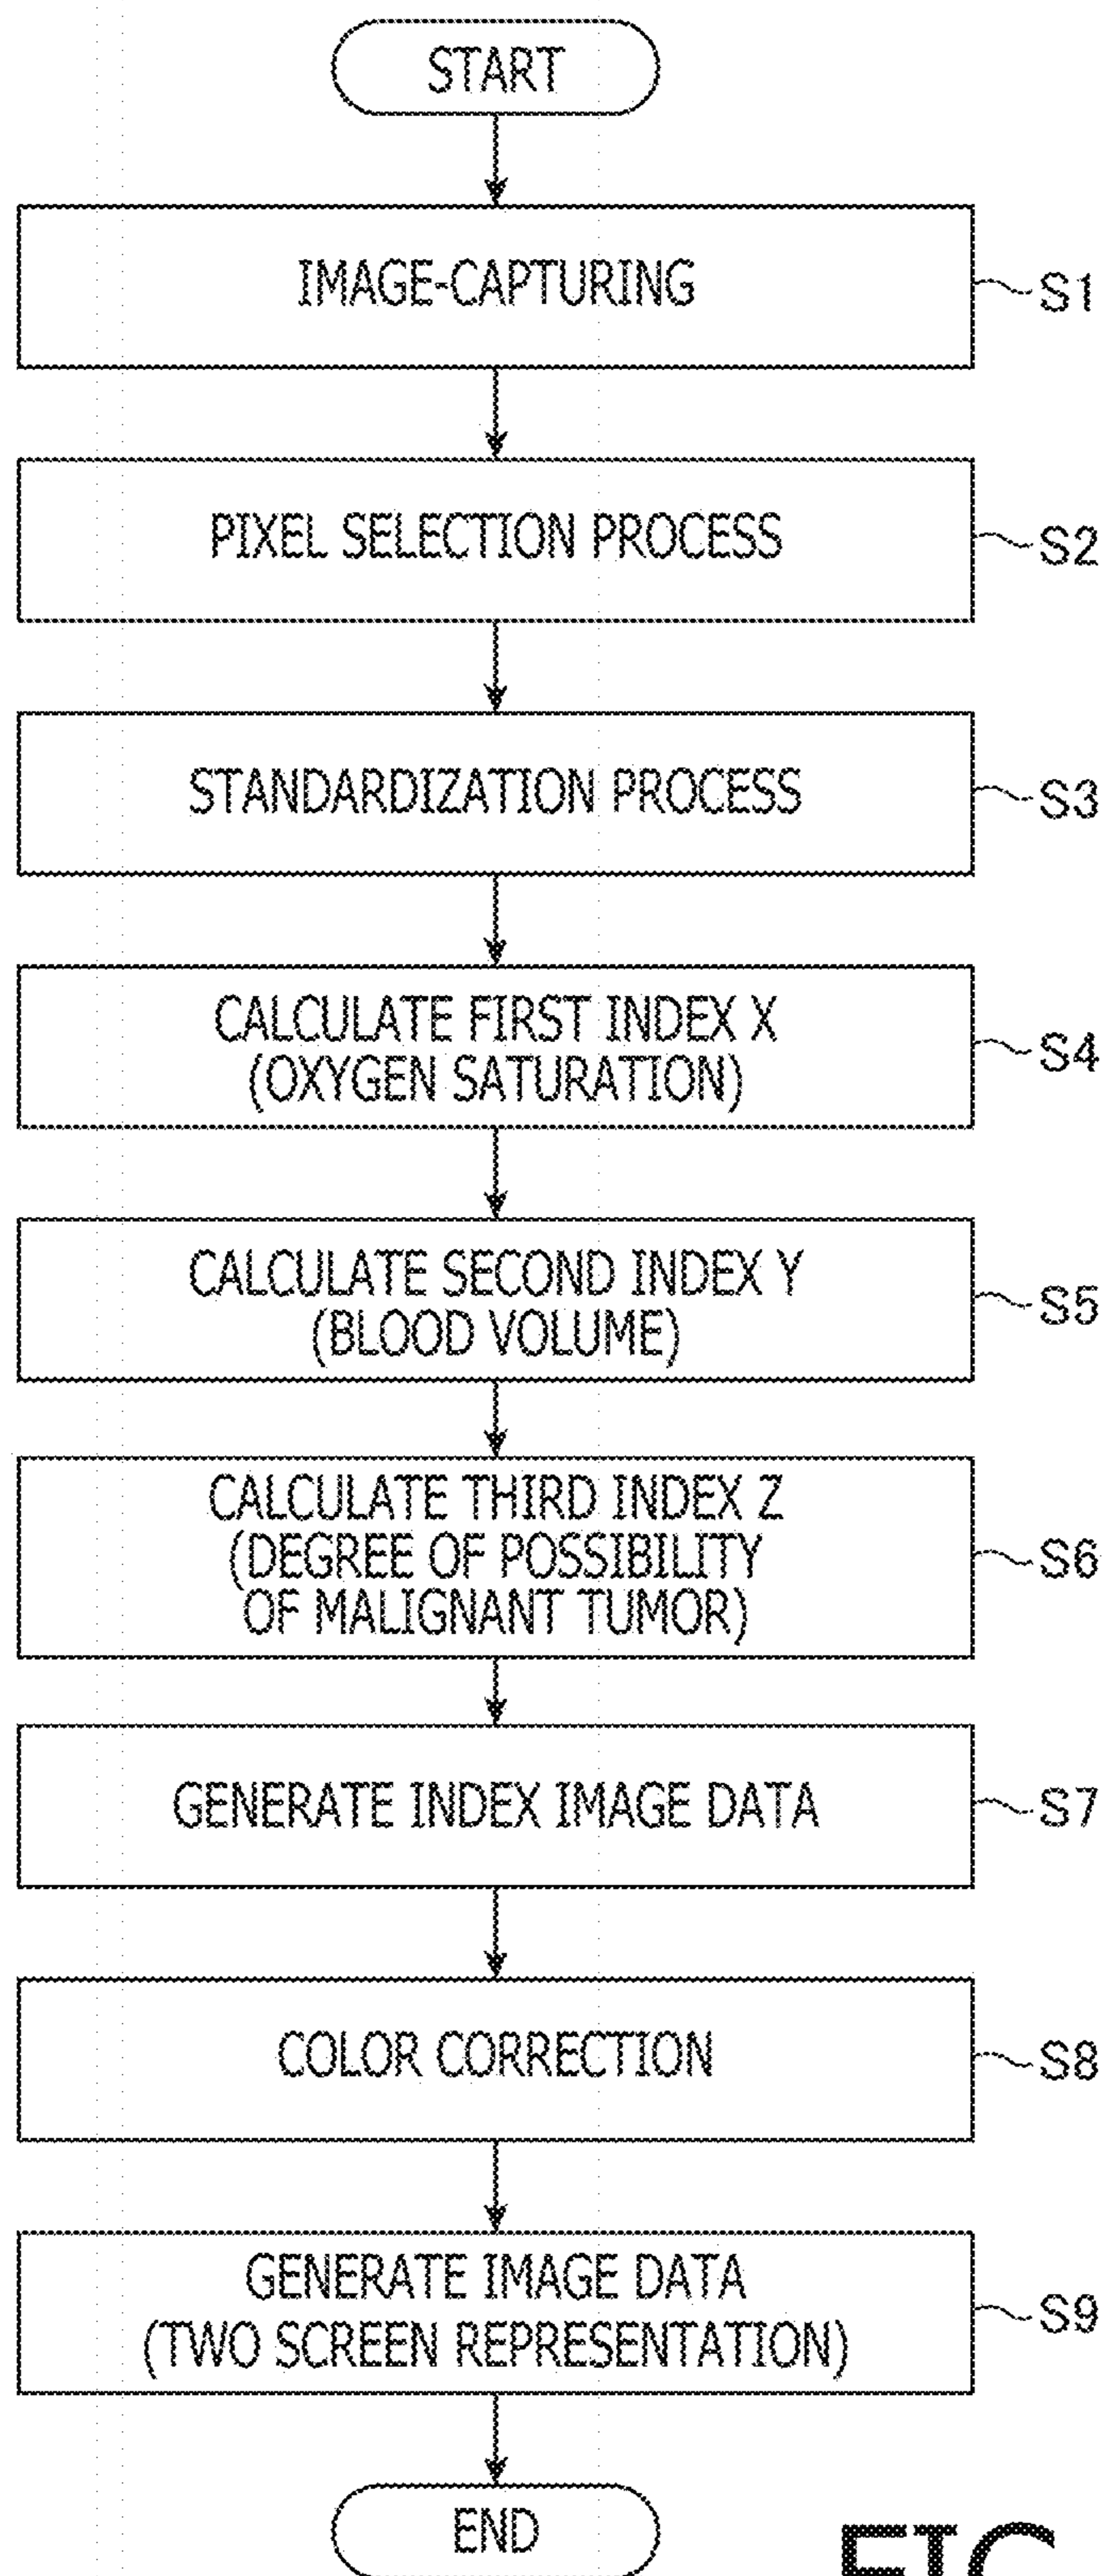 START
IMAGE-CAPTURING
S1
PIXEL SELECTION PROCESS
S2
STANDARDIZATION PROCESS
S3
CALCULATE FIRST INDEX X
(OXYGEN SATURATION)
S4
CALCULATE SECOND INDEX Y
(BLOOD VOLUME)
S5
CALCULATE THIRD INDEX Z
(DEGREE OF POSSIBILITY
OF MALIGNANT TUMOR)
S6
GENERATE INDEX IMAGE DATA
S7
COLOR CORRECTION
S8
GENERATE IMAGE DATA
(TWO SCREEN REPRESENTATION)
S9
END